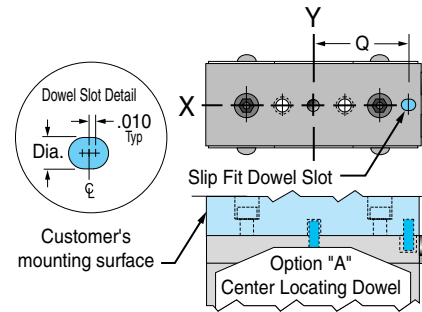 Y
Q
X
Dowel Slot Detail
.010
Typ
Dia.
℄
Slip Fit Dowel Slot
Customer's
mounting surface
Option "A"
Center Locating Dowel